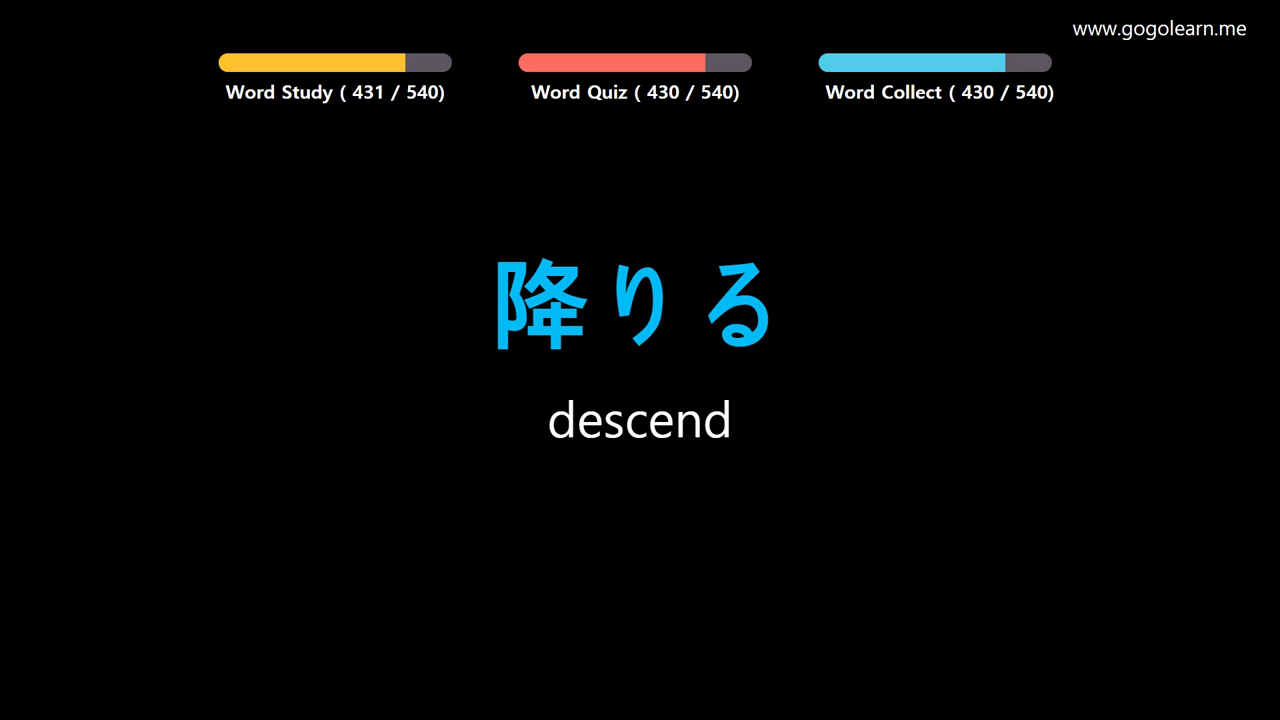 www.gogolearn.me
Word Study ( 431 / 540)
Word Quiz ( 430 / 540)
Word Collect ( 430 / 540)
降りる
descend